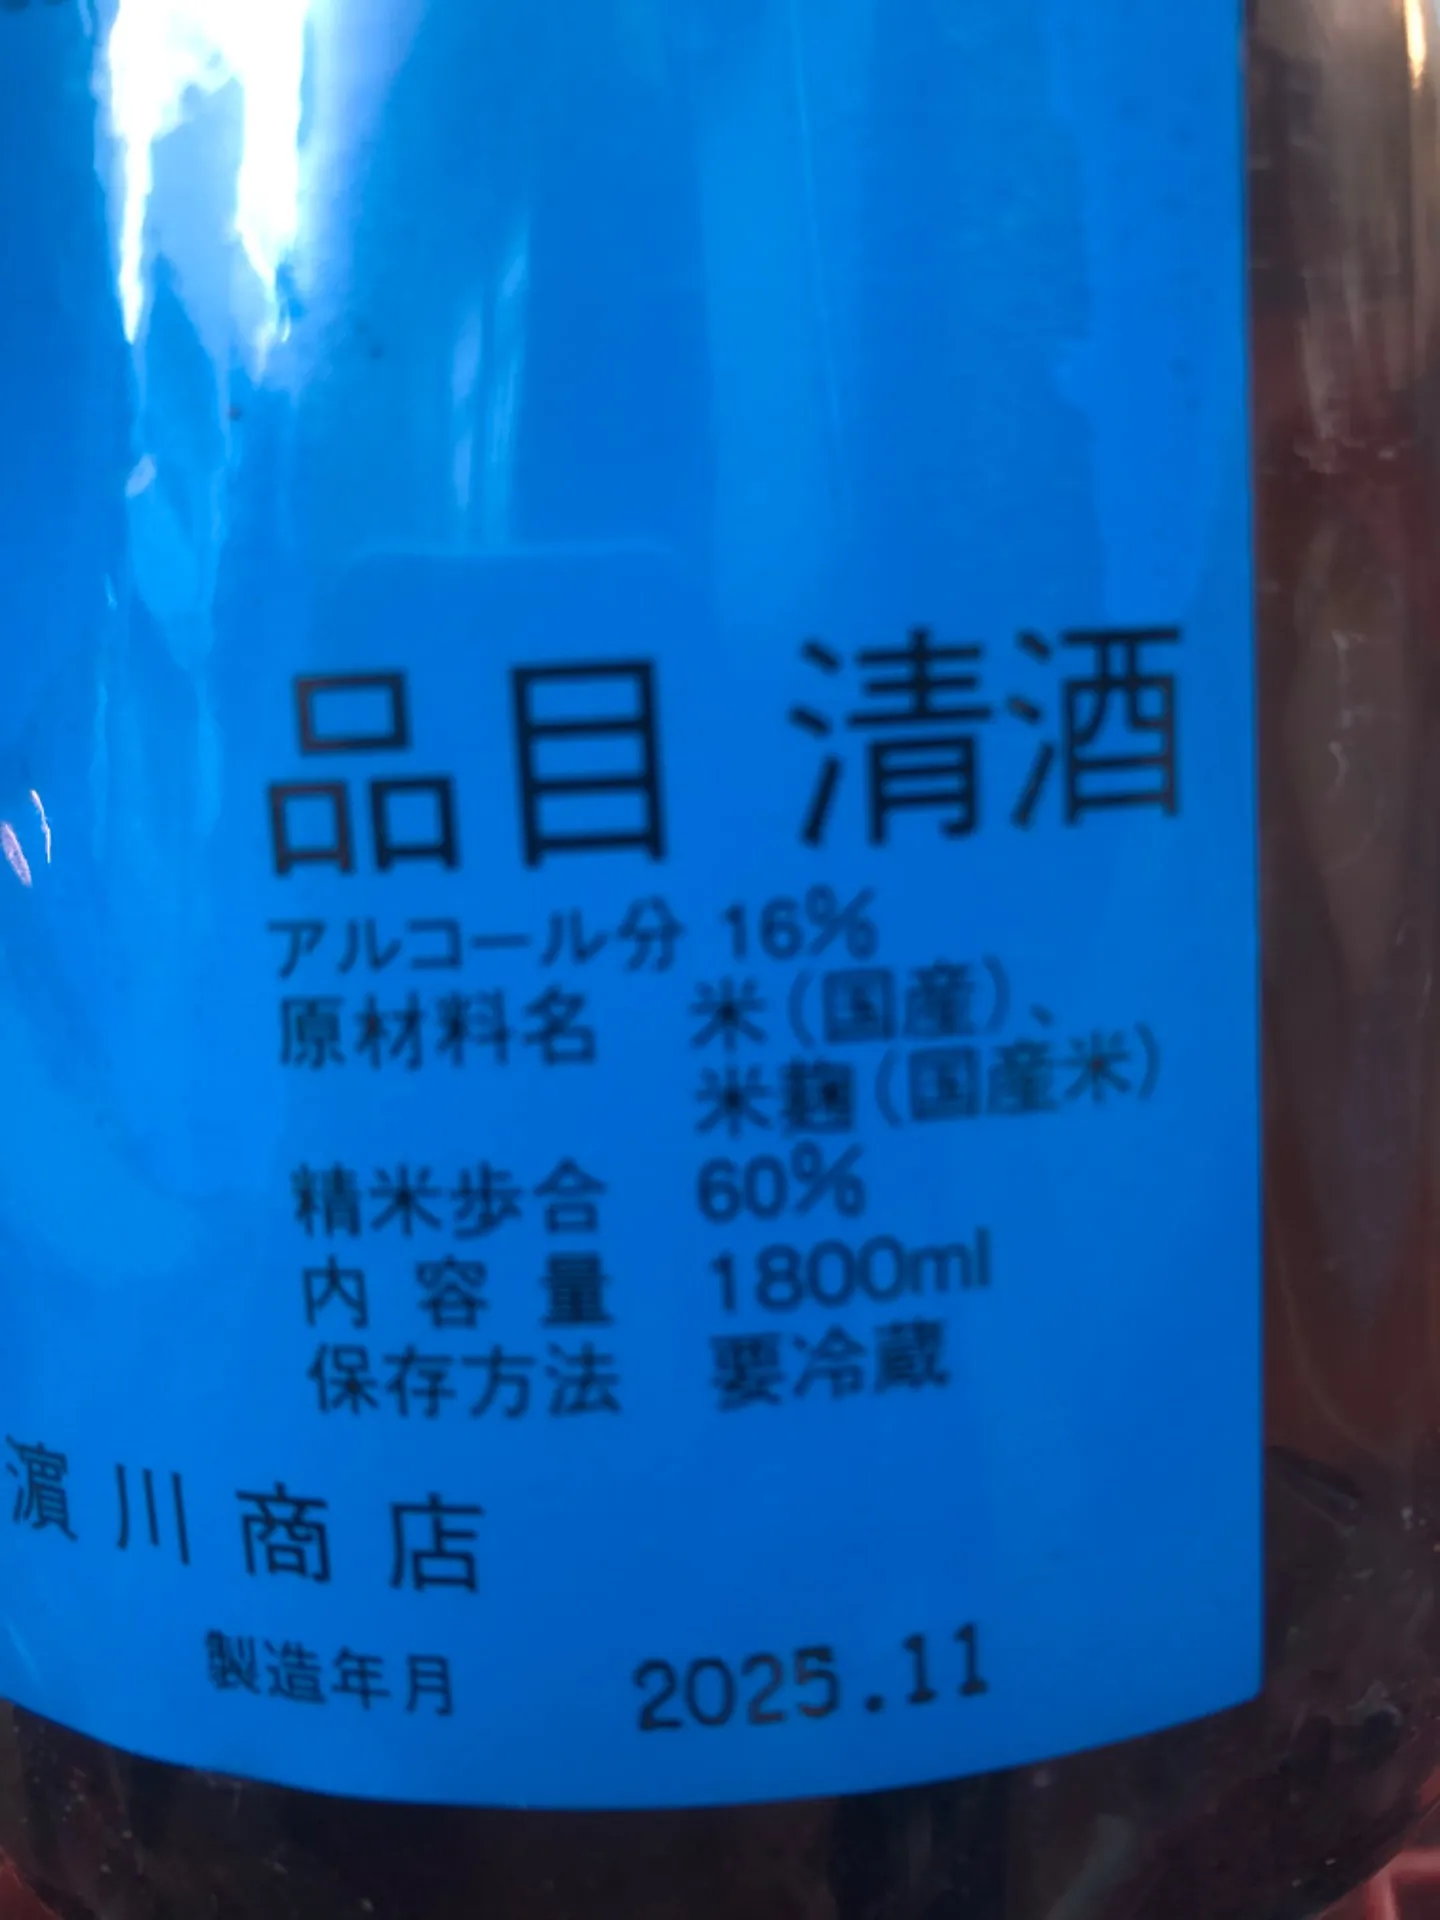 品目 清酒
アルコール分 16%
原材料名 米(国産)、
米麹(国産米)
精米歩合 60%
内容量 1800ml
保存方法 要冷蔵
濵川商店
製造年月 2025.11